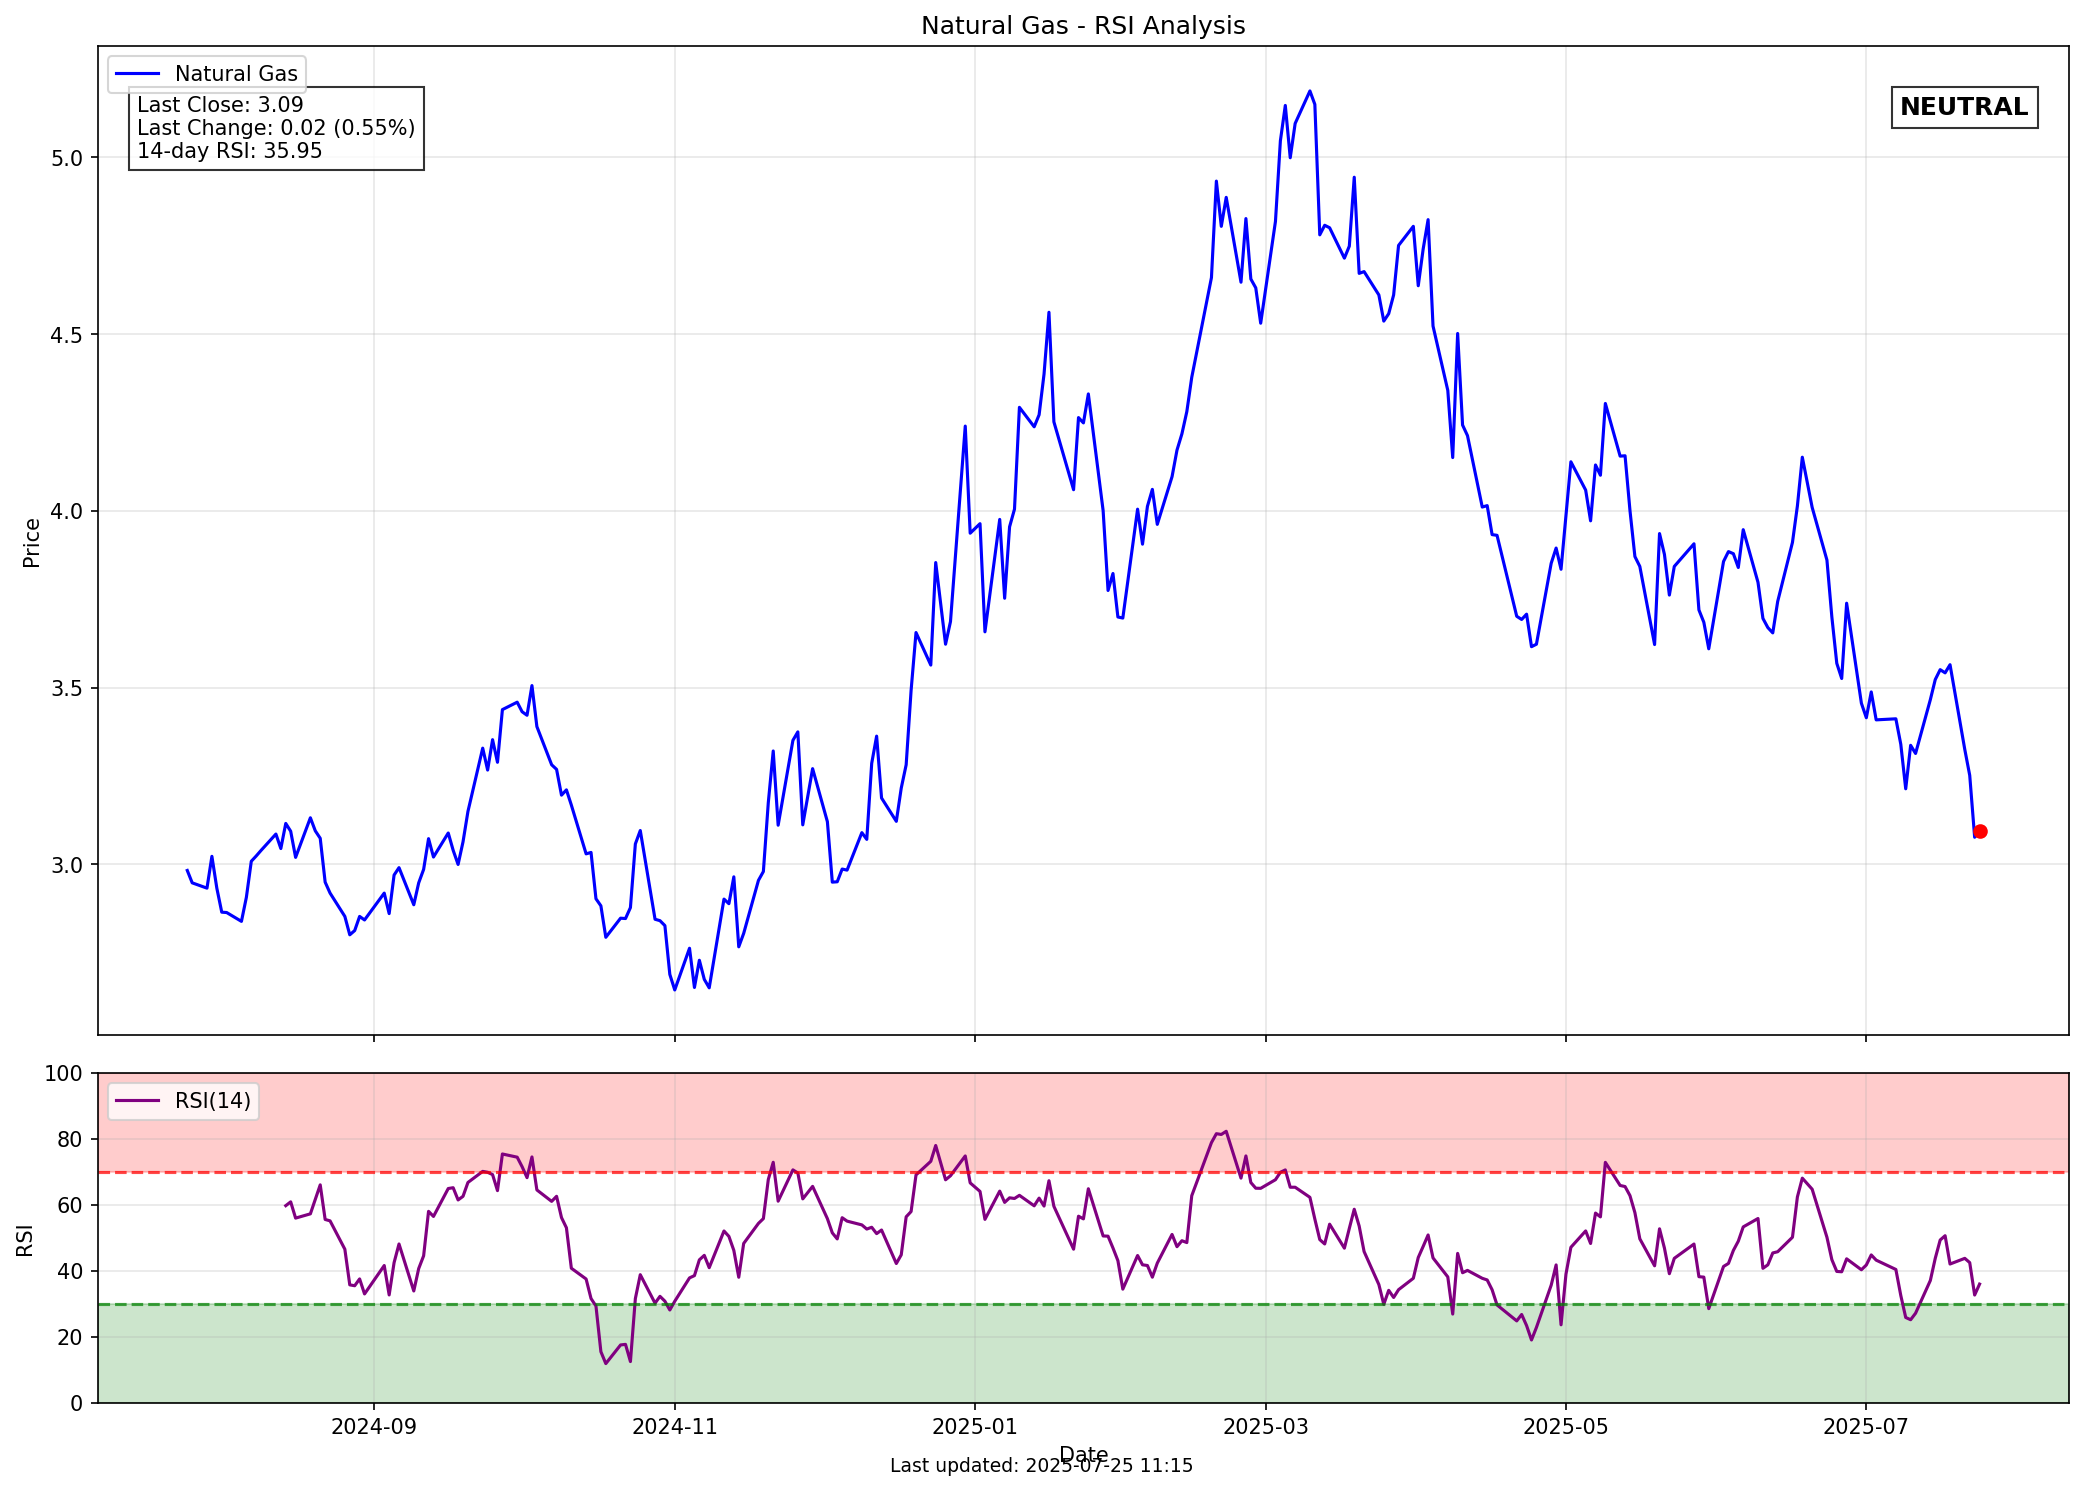 Natural Gas - RSI Analysis
Natural Gas
Last Close: 3.09
Last Change: 0.02 (0.55%)
14-day RSI: 35.95
NEUTRAL
Price
5.0
4.5
4.0
3.5
3.0
RSI(14)
RSI
100
80
60
40
20
0
2024-09
2024-11
2025-01
2025-03
2025-05
2025-07
Date
Last updated: 2025-07-25 11:15